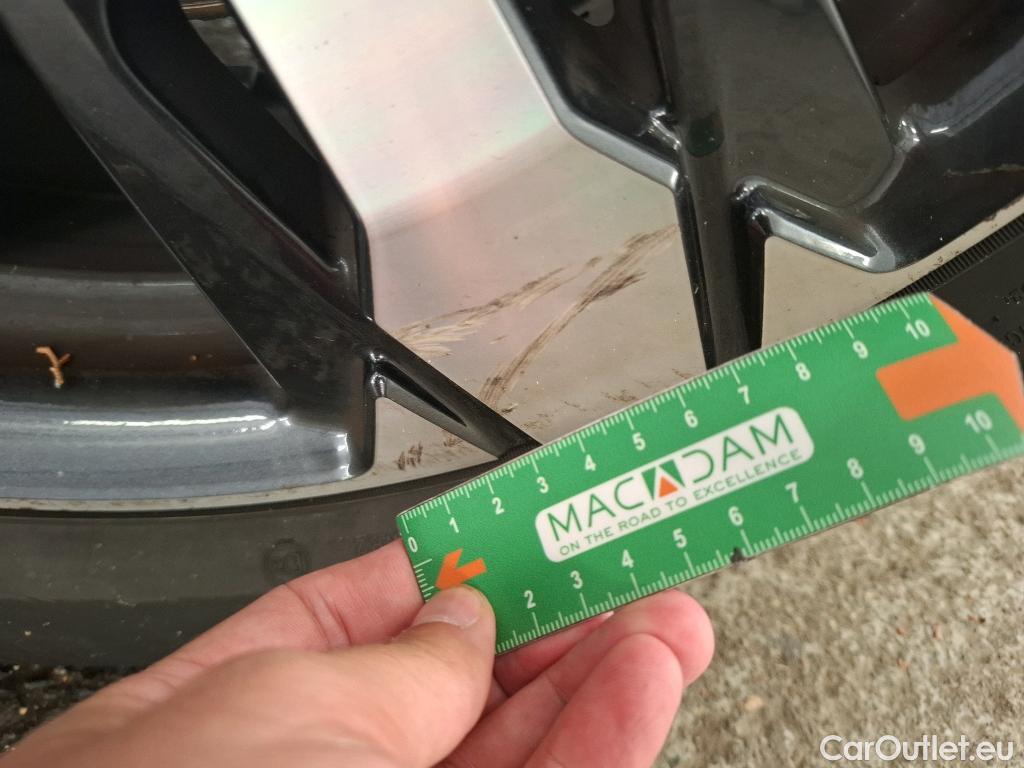 0 1 2 3 4 5 6 7 8 9 10
MACADAM
ON THE ROAD TO EXCELLENCE
2 3 4 5 6 7 8 9 10
CarOutlet.eu